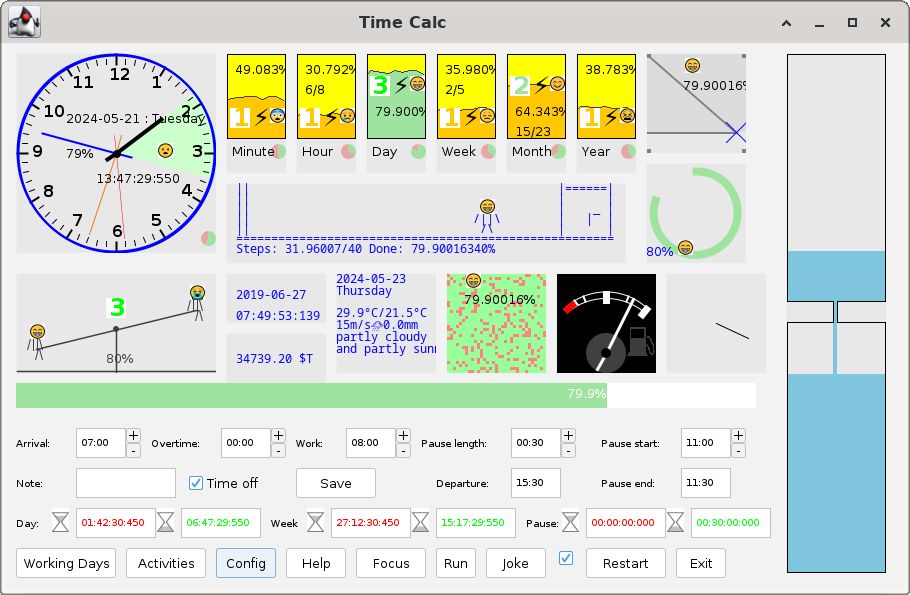 Time Calc
12
1
2
3
4
5
6
7
8
9
10
11
2024-05-21 : Tuesday
79%
13:47:29:550
49.083%
1
Minute
30.792%
6/8
1
Hour
3
79.900%
Day
35.980%
2/5
1
Week
2
64.343%
15/23
Month
38.783%
1
Year
79.90016%
Steps: 31.96007/40 Done: 79.90016340%
80%
3
80%
2019-06-27
07:49:53:139
34739.20 $T
2024-05-23
Thursday
29.9°C/21.5°C
15m/s 0.0mm
partly cloudy
and partly sunn
79.90016%
79.9%
Arrival: 07:00 + - Overtime: 00:00 + - Work: 08:00 + - Pause length: 00:30 + - Pause start: 11:00 + -
Note: Time off Save Departure: 15:30 Pause end: 11:30
Day: 01:42:30:450 06:47:29:550 Week 27:12:30:450 15:17:29:550 Pause: 00:00:00:000 00:30:00:000
Working Days Activities Config Help Focus Run Joke Restart Exit